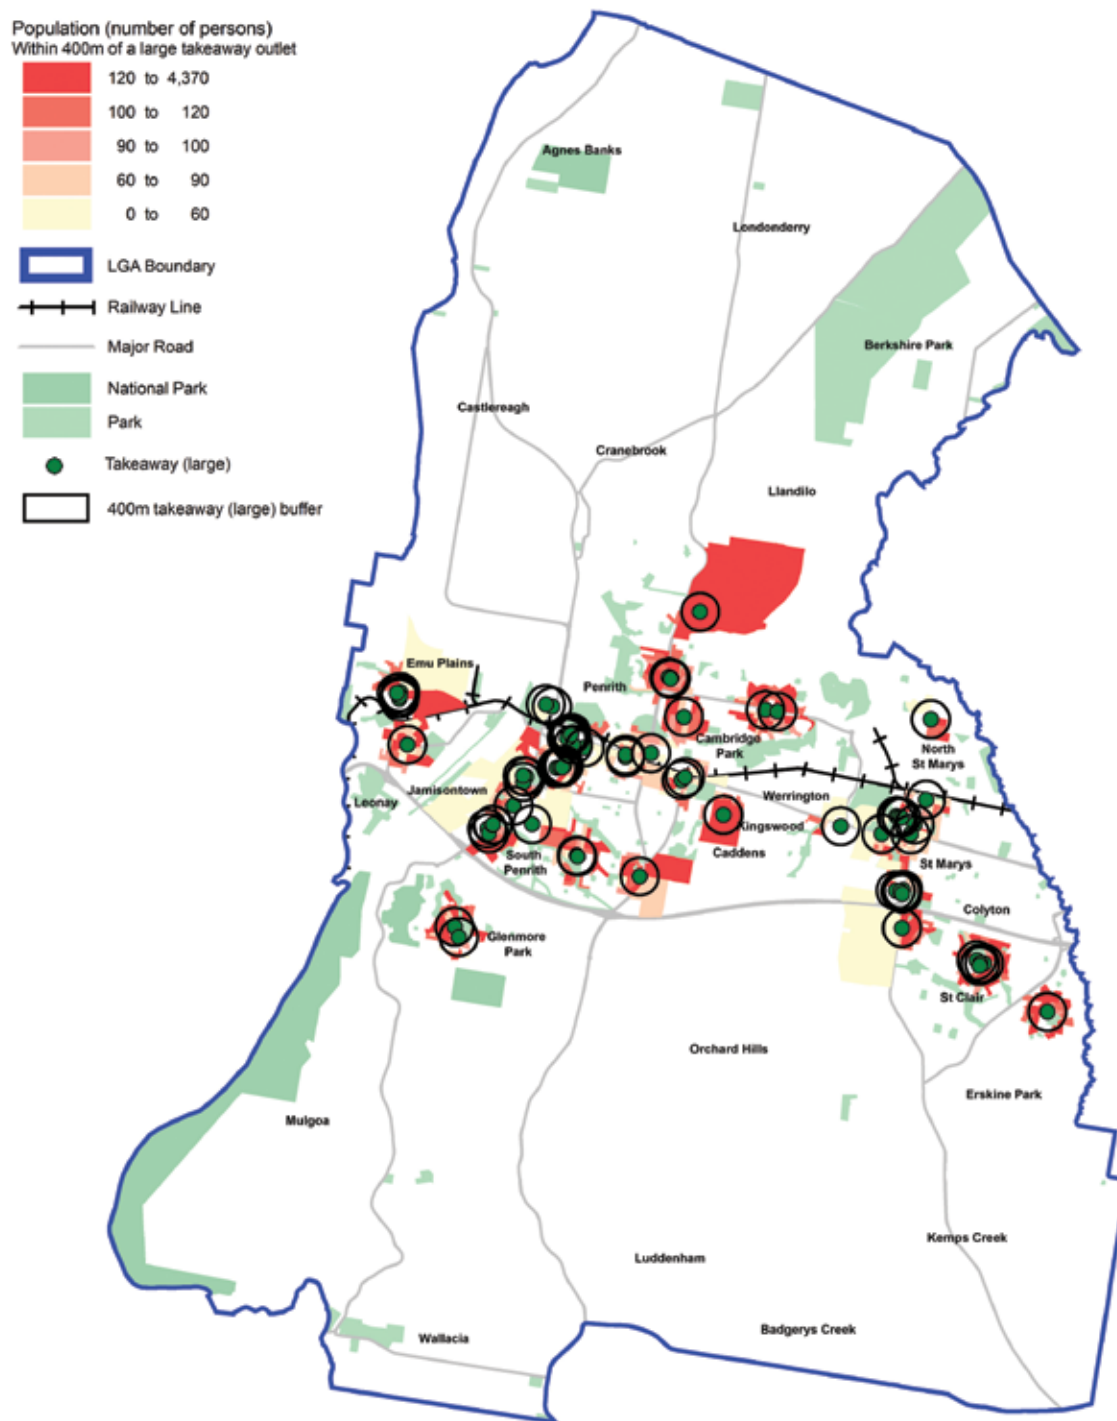 Population (number of persons)
Within 400m of a large takeaway outlet
120 to 4,370
100 to 120
90 to 100
60 to 90
0 to 60
LGA Boundary
Railway Line
Major Road
National Park
Park
Takeaway (large)
400m takeaway (large) buffer
Agnes Banks
Londonderry
Berkshire Park
Castlereagh
Cranebrook
Llandilo
Emu Plains
Penrith
North
St Marys
Cambridge
Park
Jamisontown
Leonay
Werrington
Kingswood
Caddens
South
Penrith
St Marys
Colyton
Glenmore
Park
St Clair
Orchard Hills
Erskine Park
Mulgoa
Kemps Creek
Luddenham
Badgerys Creek
Wallacia